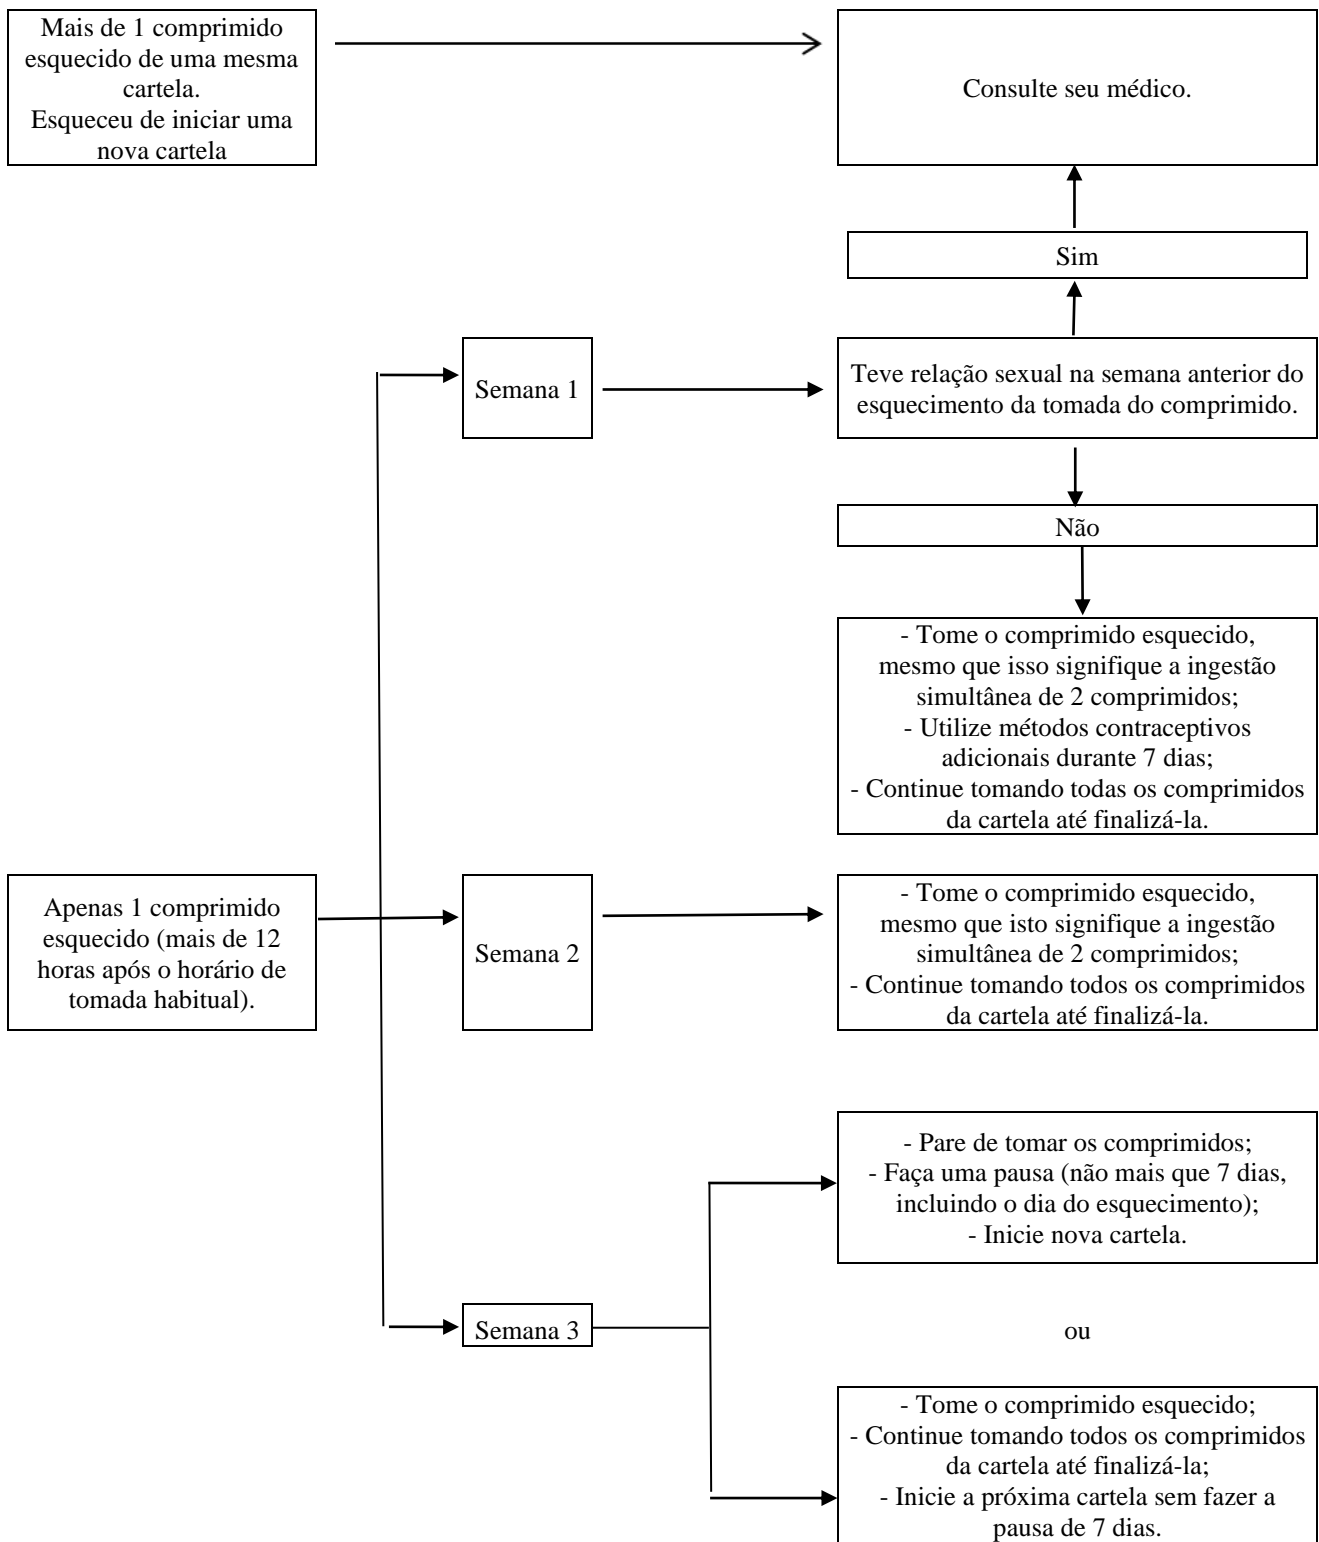 Mais de 1 comprimido
esquecido de uma mesma
cartela.
Esqueceu de iniciar uma
nova cartela
Consulte seu médico.
Sim
Semana 1
Teve relação sexual na semana anterior do
esquecimento da tomada do comprimido.
Não
- Tome o comprimido esquecido,
mesmo que isso signifique a ingestão
simultânea de 2 comprimidos;
- Utilize métodos contraceptivos
adicionais durante 7 dias;
- Continue tomando todas os comprimidos
da cartela até finalizá-la.
Apenas 1 comprimido
esquecido (mais de 12
horas após o horário de
tomada habitual).
Semana 2
- Tome o comprimido esquecido,
mesmo que isto signifique a ingestão
simultânea de 2 comprimidos;
- Continue tomando todos os comprimidos
da cartela até finalizá-la.
- Pare de tomar os comprimidos;
- Faça uma pausa (não mais que 7 dias,
incluindo o dia do esquecimento);
- Inicie nova cartela.
Semana 3
ou
- Tome o comprimido esquecido;
- Continue tomando todos os comprimidos
da cartela até finalizá-la;
- Inicie a próxima cartela sem fazer a
pausa de 7 dias.